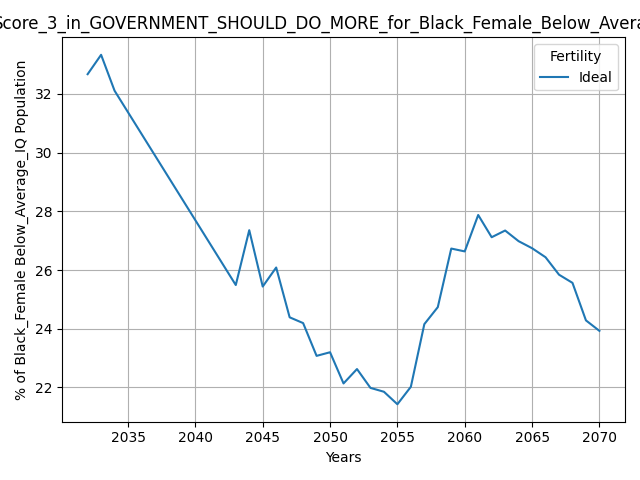 Score_3_in_GOVERNMENT_SHOULD_DO_MORE_for_Black_Female_Below_Avera
Fertility
Ideal
% of Black_Female Below_Average_IQ Population
32
30
28
26
24
22
2035 2040 2045 2050 2055 2060 2065 2070
Years